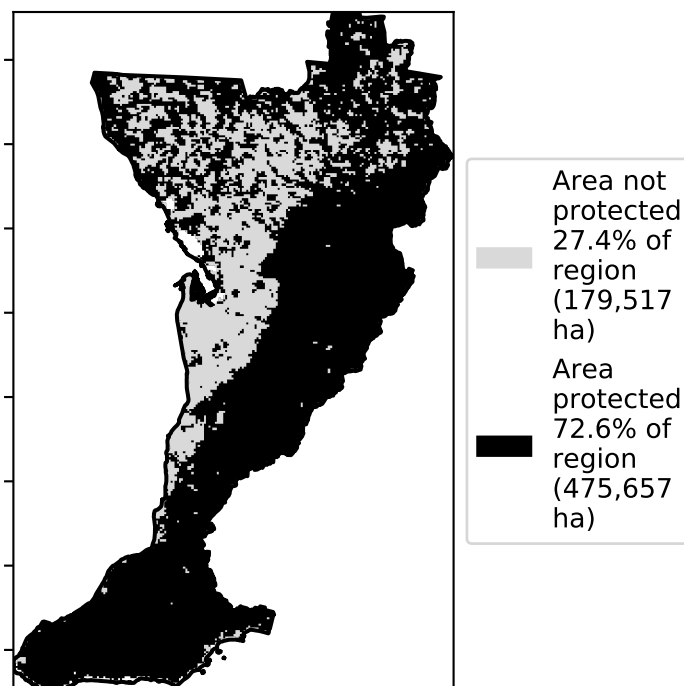 Area not
protected
27.4% of
region
(179,517
ha)
Area
protected
72.6% of
region
(475,657
ha)